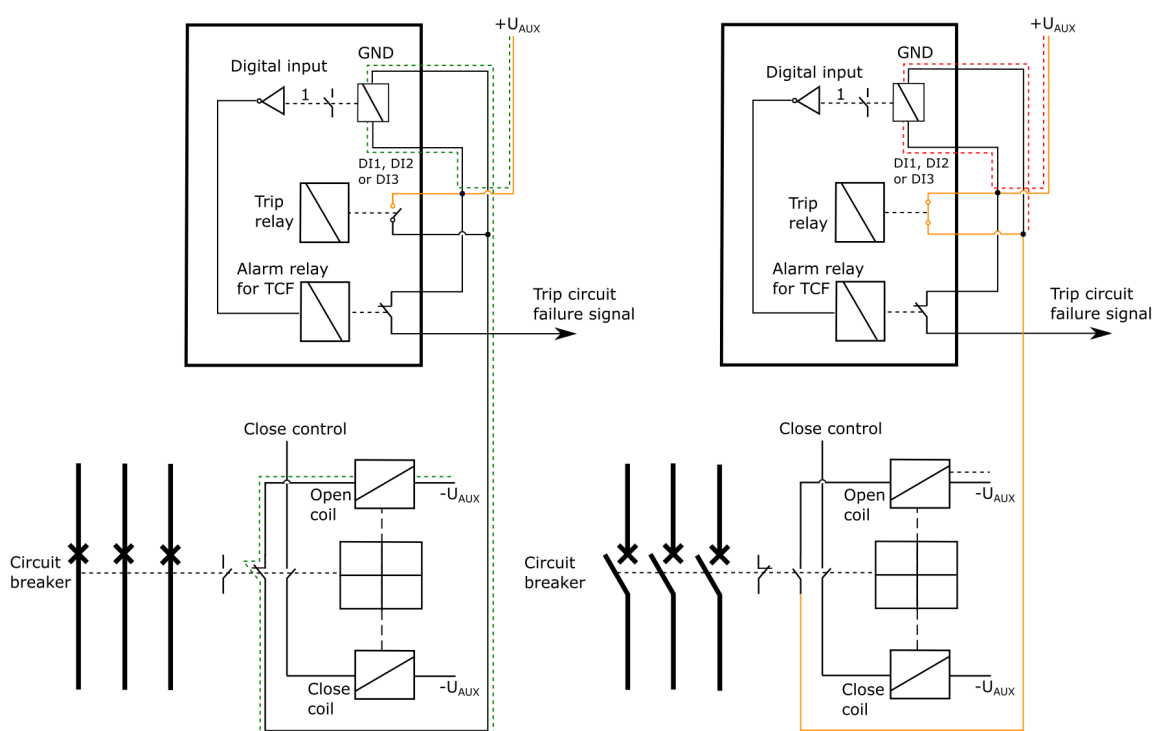 +UAUX
GND
Digital input
1
DI1, DI2
or DI3
Trip
relay
Alarm relay
for TCF
Trip circuit
failure signal
Close control
Open
coil
-UAUX
Circuit
breaker
Close
coil
-UAUX
+UAUX
GND
Digital input
1
DI1, DI2
or DI3
Trip
relay
Alarm relay
for TCF
Trip circuit
failure signal
Close control
Open
coil
-UAUX
Circuit
breaker
Close
coil
-UAUX